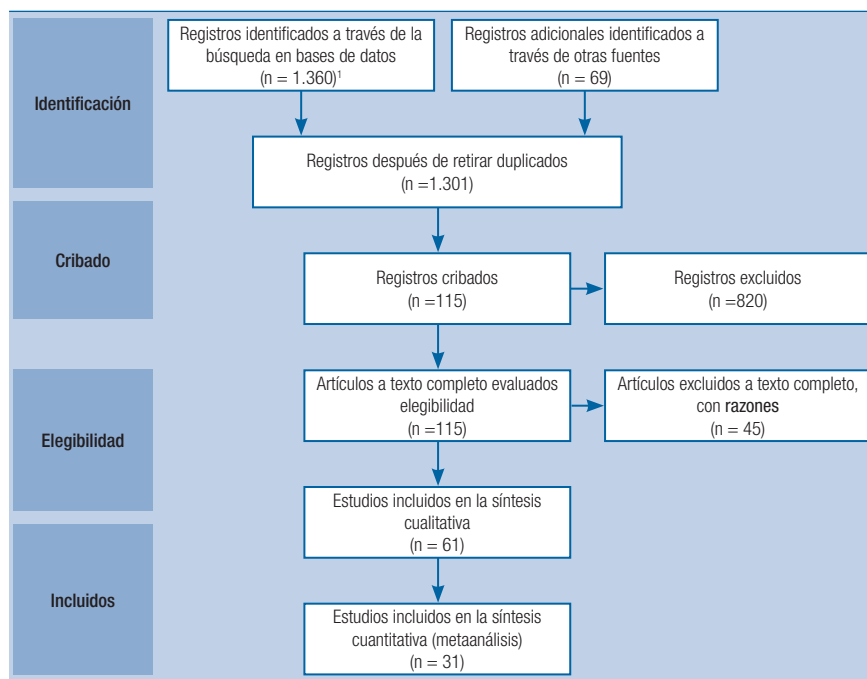 Identificación
Registros identificados a través de la
búsqueda en bases de datos
(n = 1.360)¹
Registros adicionales identificados a
través de otras fuentes
(n = 69)
Registros después de retirar duplicados
(n =1.301)
Cribado
Registros cribados
(n =115)
Registros excluidos
(n =820)
Elegibilidad
Artículos a texto completo evaluados
elegibilidad
(n =115)
Artículos excluidos a texto completo,
con razones
(n = 45)
Estudios incluidos en la síntesis
cualitativa
(n = 61)
Incluidos
Estudios incluidos en la síntesis
cuantitativa (metaanálisis)
(n = 31)